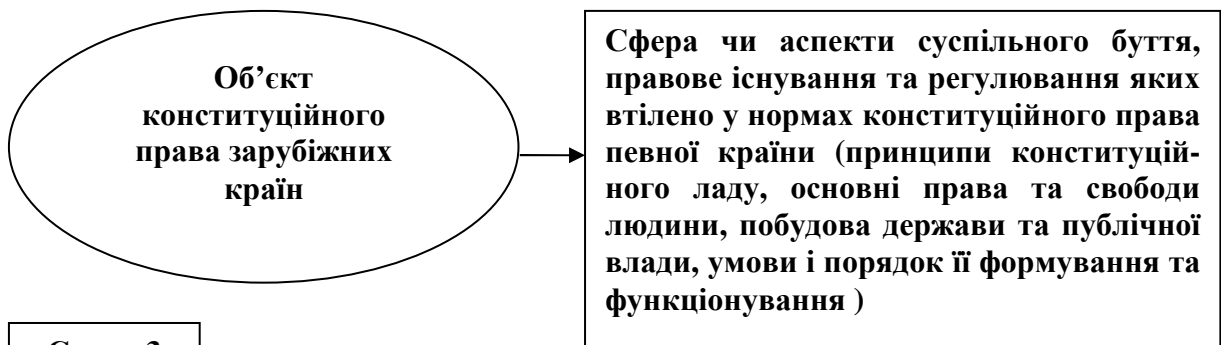 Об’єкт
конституційного
права зарубіжних
країн
Сфера чи аспекти суспільного буття,
правове існування та регулювання яких
втілено у нормах конституційного права
певної країни (принципи конституцій-
ного ладу, основні права та свободи
людини, побудова держави та публічної
влади, умови і порядок її формування та
функціонування )